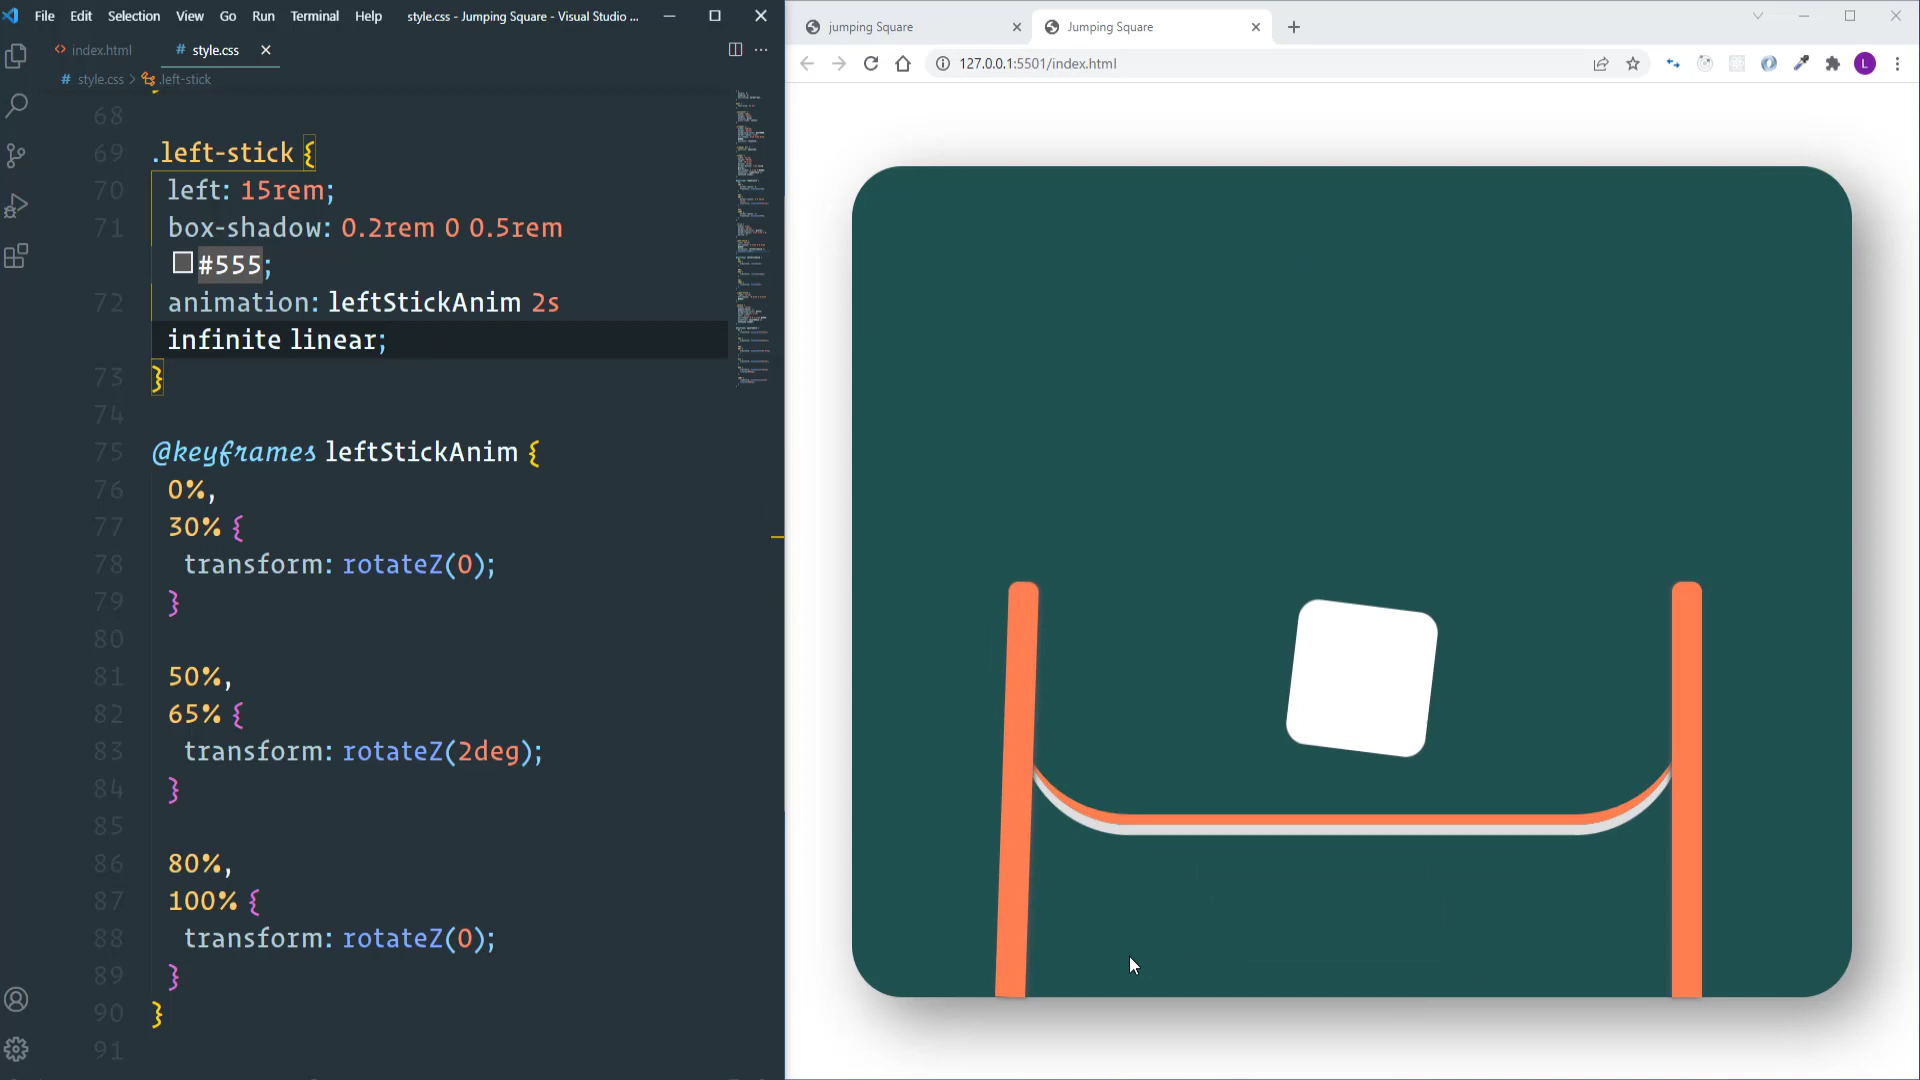 File Edit Selection View Go Run Terminal Help style.css - Jumping Square - Visual Studio ...
index.html # style.css
# style.css > .left-stick
68
69 .left-stick {
70 left: 15rem;
71 box-shadow: 0.2rem 0 0.5rem
#555;
72 animation: leftStickAnim 2s
infinite linear;
73 }
74
75 @keyframes leftStickAnim {
76 0%,
77 30% {
78 transform: rotateZ(0);
79 }
80
81 50%,
82 65% {
83 transform: rotateZ(2deg);
84 }
85
86 80%,
87 100% {
88 transform: rotateZ(0);
89 }
90 }
91
jumping Square Jumping Square
127.0.0.1:5501/index.html L